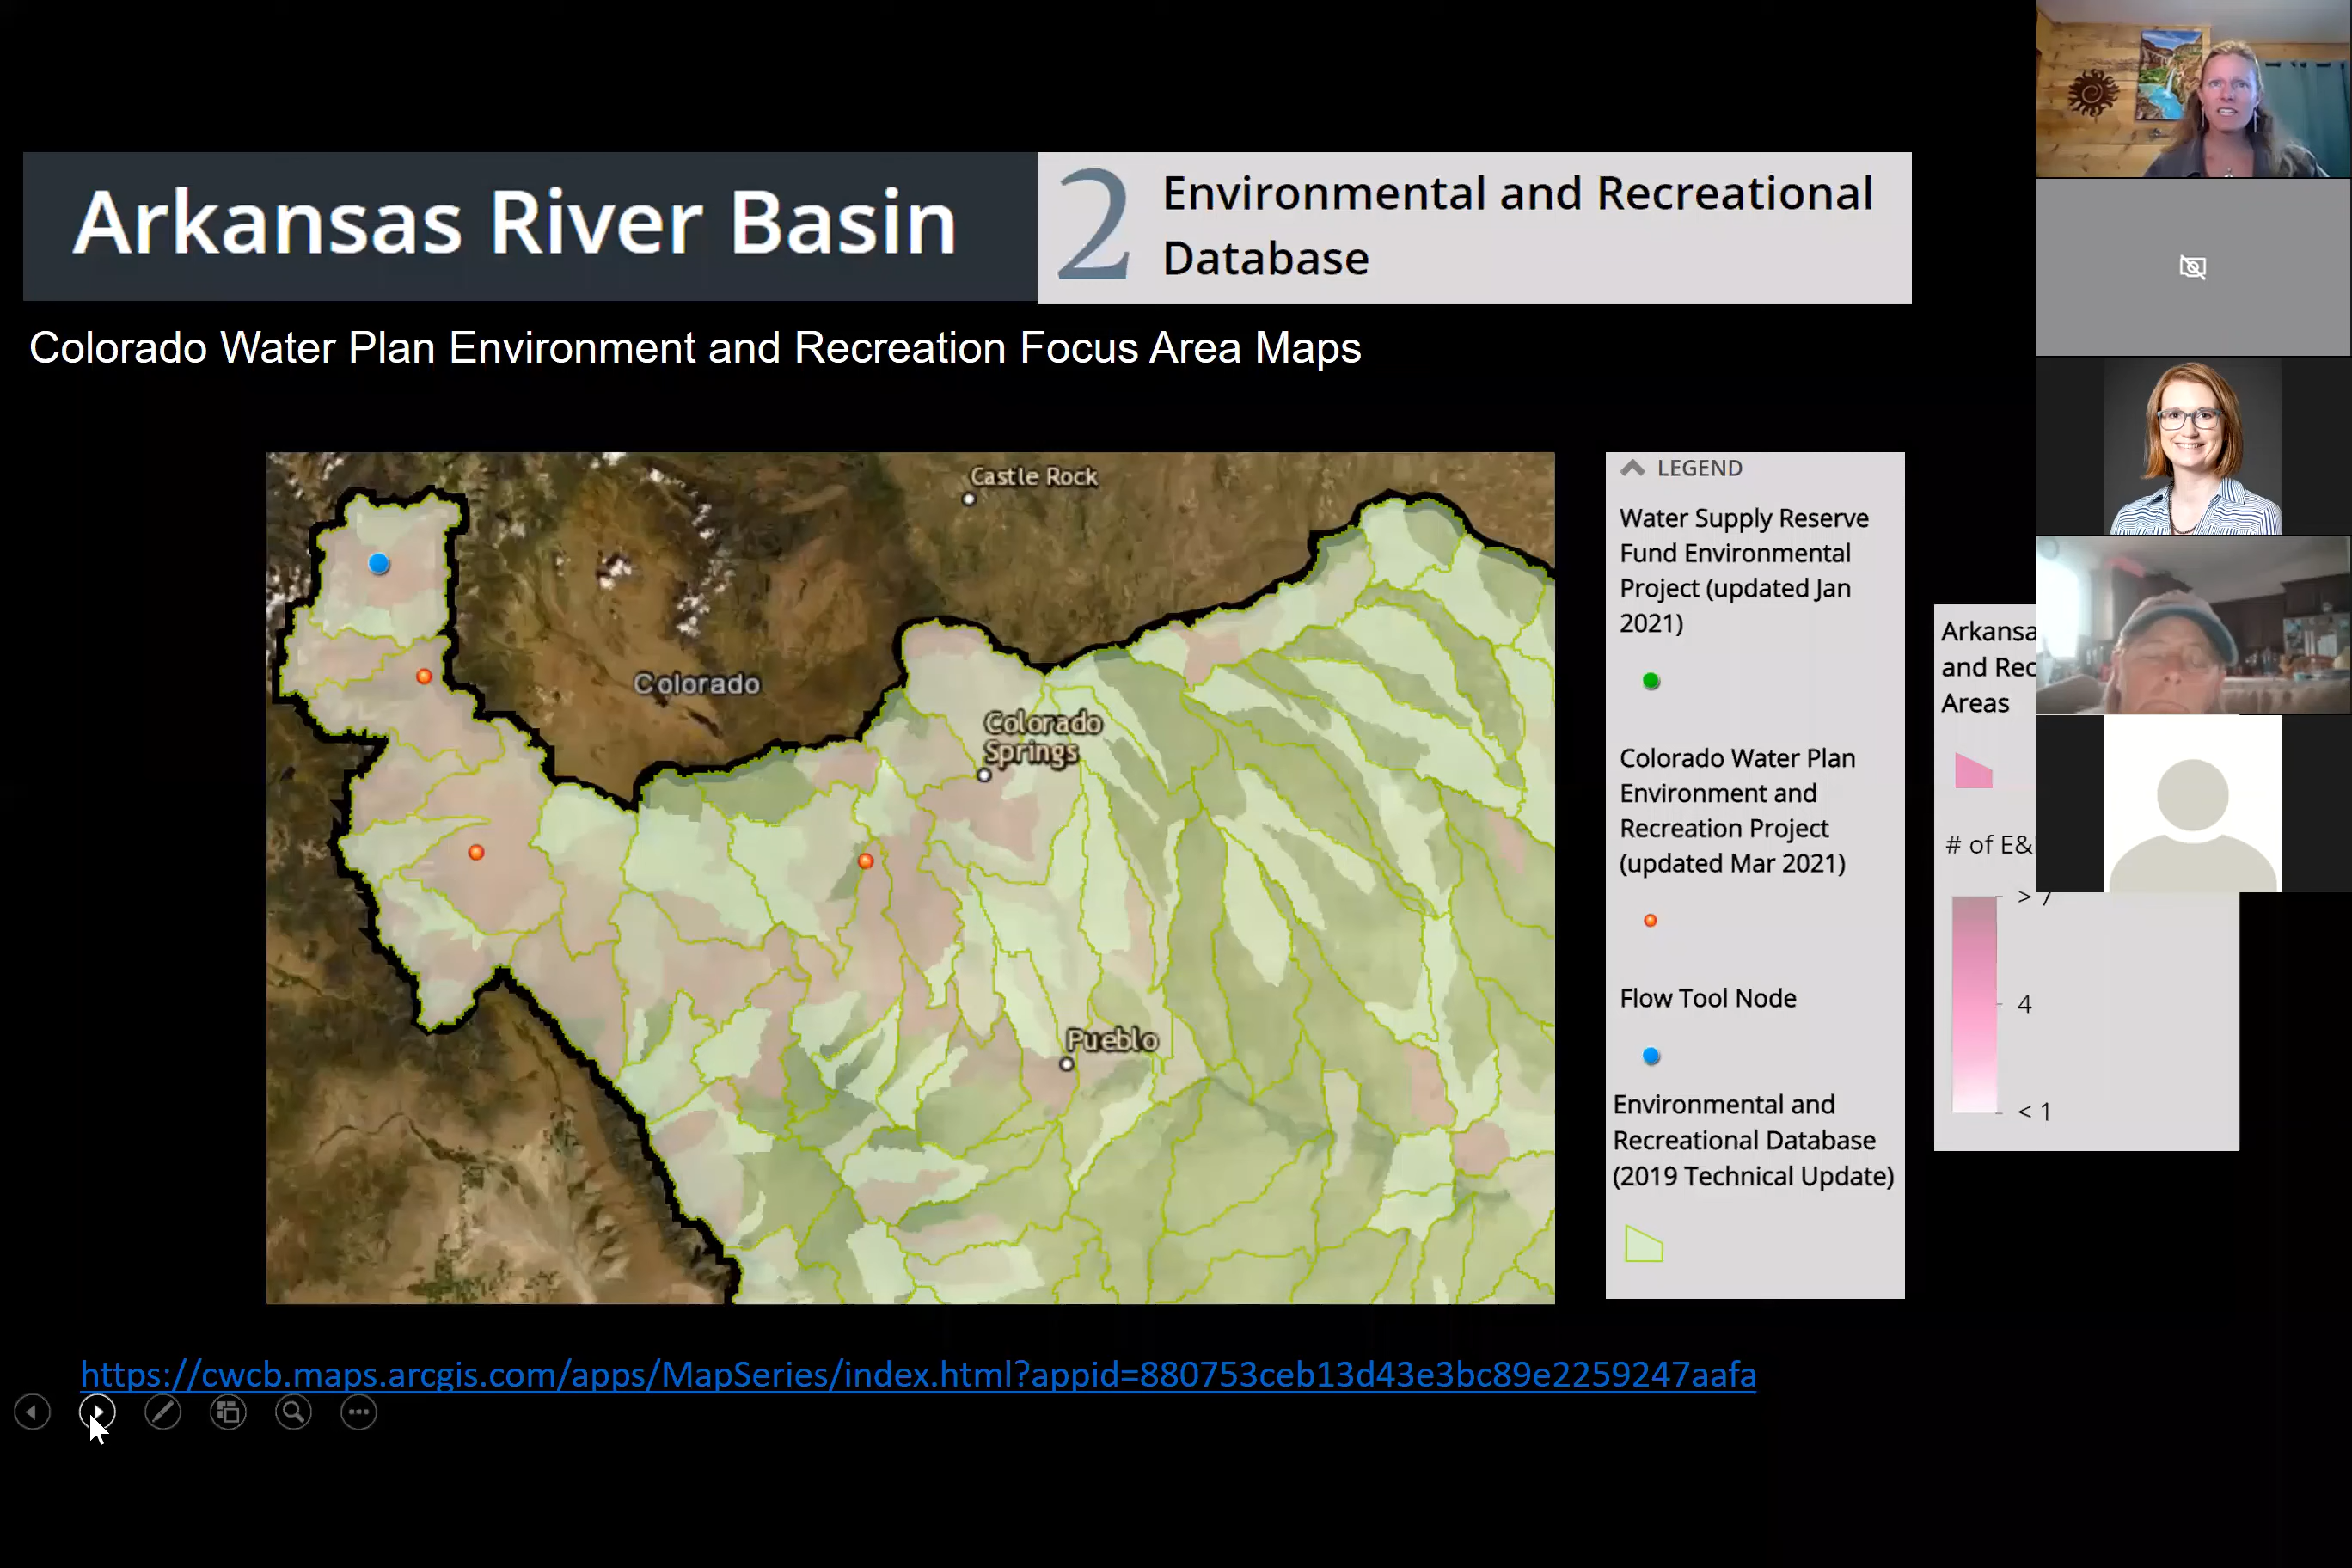 Arkansas River Basin
2
Environmental and Recreational
Database
Colorado Water Plan Environment and Recreation Focus Area Maps
Castle Rock
Colorado
Colorado
Springs
Pueblo
LEGEND
Water Supply Reserve
Fund Environmental
Project (updated Jan
2021)
Colorado Water Plan
Environment and
Recreation Project
(updated Mar 2021)
Flow Tool Node
Environmental and
Recreational Database
(2019 Technical Update)
Arkansa
and Rec
Areas
# of E&
> 7
4
< 1
https://cwcb.maps.arcgis.com/apps/MapSeries/index.html?appid=880753ceb13d43e3bc89e2259247aafa